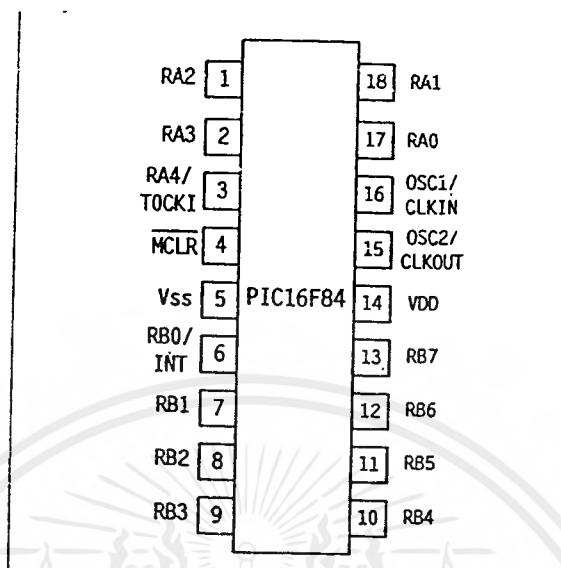 RA2 1
RA3 2
RA4/
T0CKI 3
MCLR 4
Vss 5
RB0/
INT 6
RB1 7
RB2 8
RB3 9
PIC16F84
18 RA1
17 RA0
16 OSC1/
CLKIN
15 OSC2/
CLKOUT
14 VDD
13 RB7
12 RB6
11 RB5
10 RB4